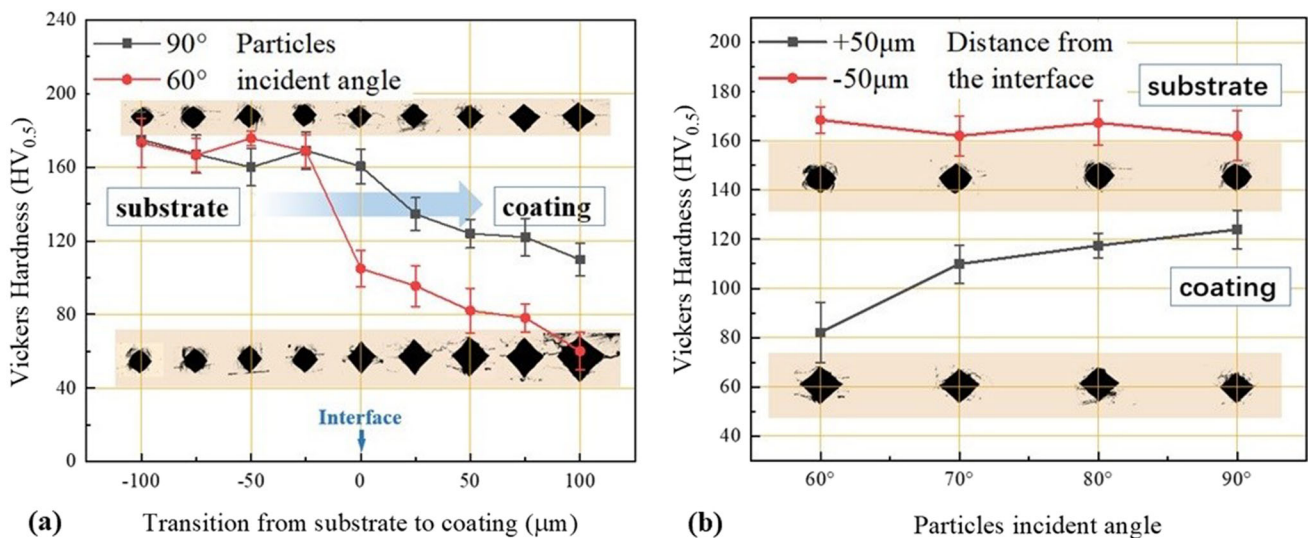 240
200
160
120
80
40
0
Vickers Hardness (HV0.5)
90° Particles
60° incident angle
substrate
coating
Interface
-100 -50 0 50 100
(a) Transition from substrate to coating (μm)
200
180
160
140
120
100
80
60
40
Vickers Hardness (HV0.5)
+50μm Distance from
-50μm the interface
substrate
coating
60° 70° 80° 90°
(b) Particles incident angle